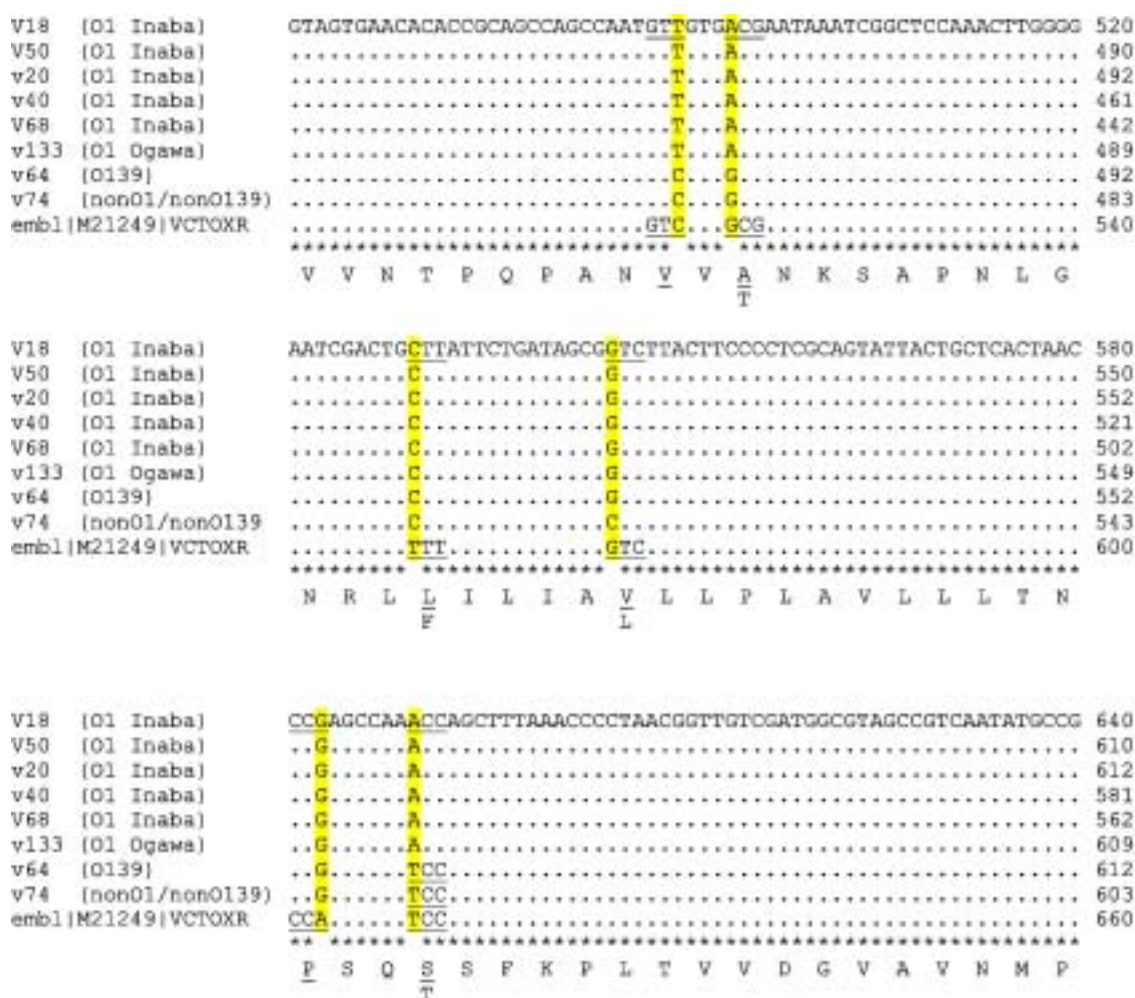 V18 (O1 Inaba) GTAGTGAACACACCGCAGCCAGCCAATGTTGTGACGAATAAATCGGCTCCAAACTTGGGG 520
V50 (O1 Inaba) .............................T...A.......................... 490
v20 (O1 Inaba) .............................T...A.......................... 492
v40 (O1 Inaba) .............................T...A.......................... 461
V68 (O1 Inaba) .............................T...A.......................... 442
v133 (O1 Ogawa) .............................T...A.......................... 489
v64 (O139) .............................C...G.......................... 492
v74 (nonO1/nonO139) .............................C...G.......................... 483
embl|M21249|VCTOXR ...........................GTC...GCG........................ 540
***************************** *** **************************
V V N T P Q P A N V V A N K S A P N L G
T
V18 (O1 Inaba) AATCGACTGCTTATTCTGATAGCGGTCTTACTTCCCCTCGCAGTATTACTGCTCACTAAC 580
V50 (O1 Inaba) .........C..............G................................... 550
v20 (O1 Inaba) .........C..............G................................... 552
v40 (O1 Inaba) .........C..............G................................... 521
V68 (O1 Inaba) .........C..............G................................... 502
v133 (O1 Ogawa) .........C..............G................................... 549
v64 (O139) .........C..............G................................... 552
v74 (nonO1/nonO139 .........C..............C................................... 543
embl|M21249|VCTOXR .........TTT............GTC................................. 600
********* ************** ***********************************
N R L L I L I A V L L P L A V L L L T N
F L
V18 (O1 Inaba) CCGAGCCAAACCAGCTTTAAACCCCTAACGGTTGTCGATGGCGTAGCCGTCAATATGCCG 640
V50 (O1 Inaba) ..G......A.................................................. 610
v20 (O1 Inaba) ..G......A.................................................. 612
v40 (O1 Inaba) ..G......A.................................................. 581
V68 (O1 Inaba) ..G......A.................................................. 562
v133 (O1 Ogawa) ..G......A.................................................. 609
v64 (O139) ..G......TCC................................................ 612
v74 (nonO1/nonO139) ..G......TCC................................................ 603
embl|M21249|VCTOXR CCA......TCC................................................ 660
** ****** **************************************************
P S Q S S F K P L T V V D G V A V N M P
T